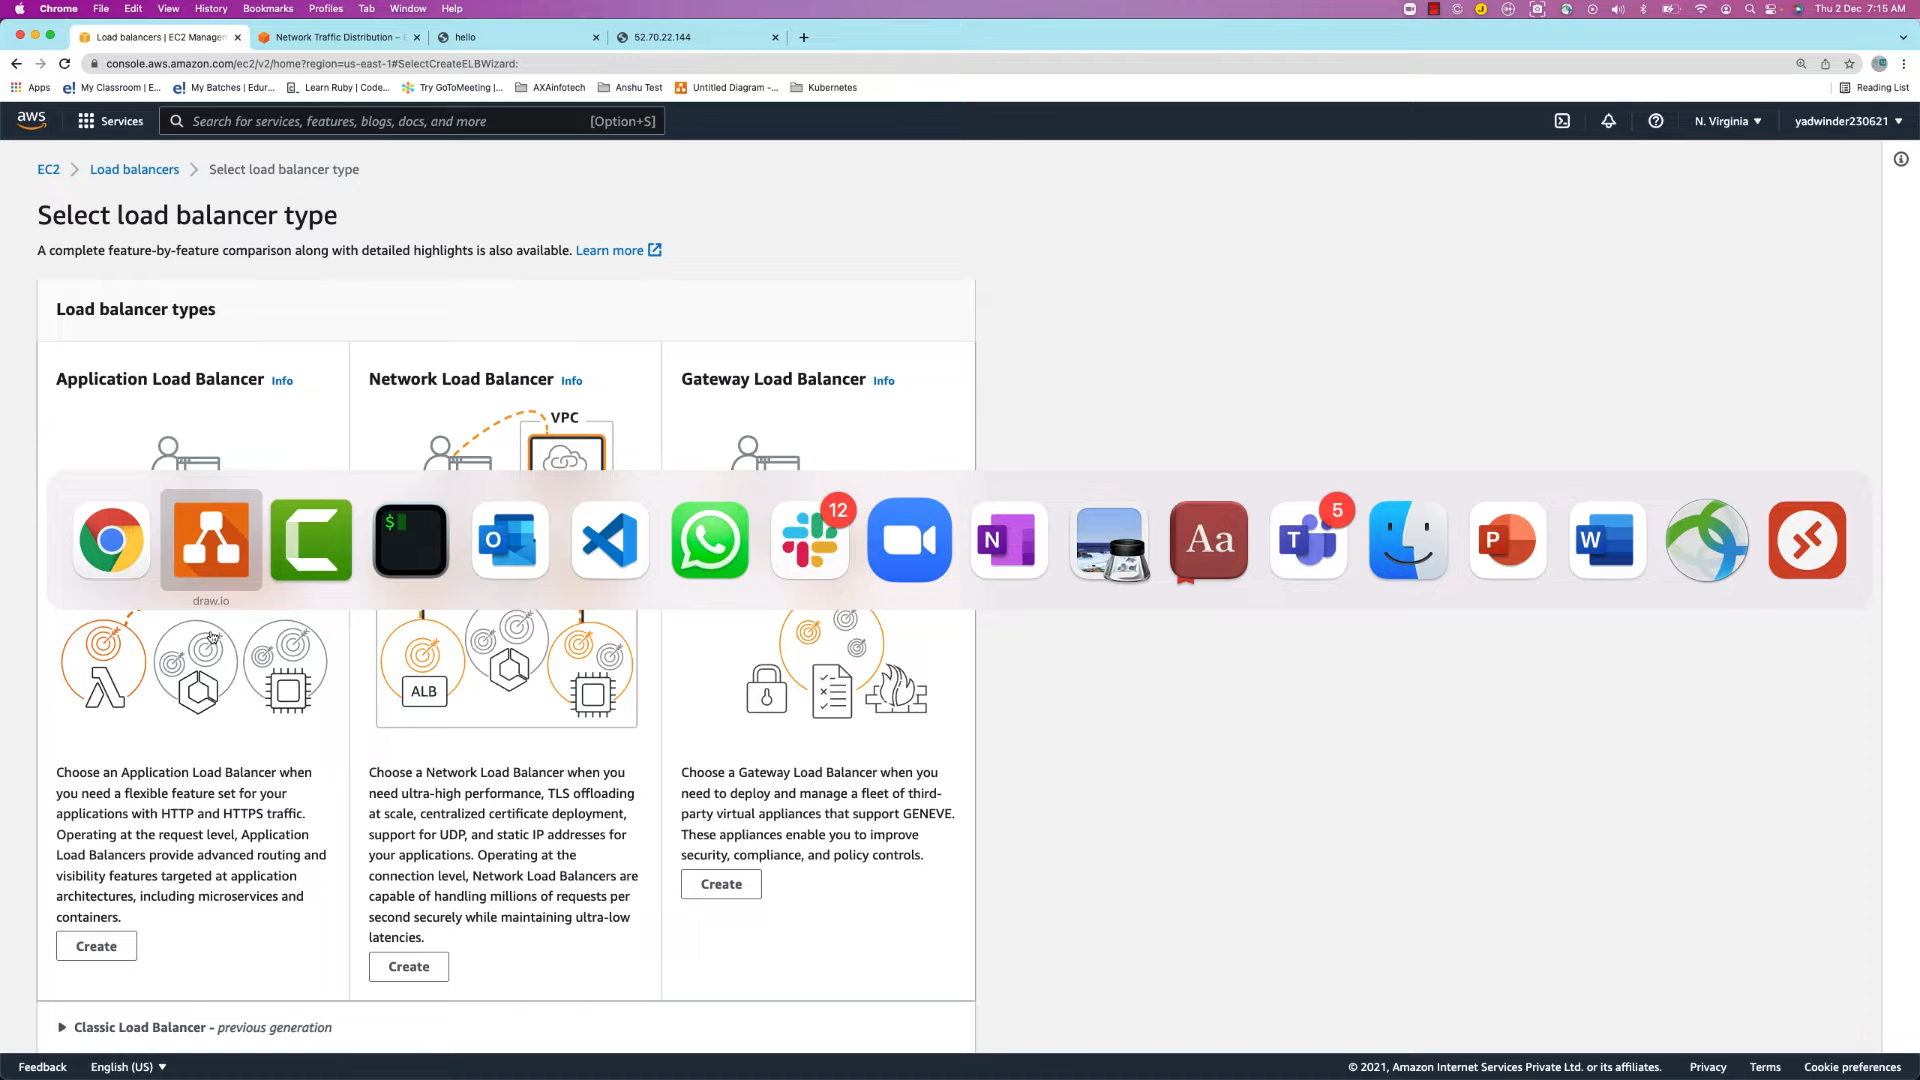 Chrome File Edit View History Bookmarks Profiles Tab Window Help
Thu 2 Dec 7:15 AM
Load balancers | EC2 Managem
Network Traffic Distribution –
hello
52.70.22.144
console.aws.amazon.com/ec2/v2/home?region=us-east-1#SelectCreateELBWizard:
Apps
My Classroom | E...
My Batches | Edur...
Learn Ruby | Code...
Try GoToMeeting |...
AXAinfotech
Anshu Test
Untitled Diagram -...
Kubernetes
Reading List
aws
Services
Search for services, features, blogs, docs, and more
[Option+S]
N. Virginia
yadwinder230621
EC2
Load balancers
Select load balancer type
Select load balancer type
A complete feature-by-feature comparison along with detailed highlights is also available. Learn more
Load balancer types
Application Load Balancer Info
Network Load Balancer Info
Gateway Load Balancer Info
VPC
$
O
12
N
Aa
T
5
P
W
draw.io
ALB
Choose an Application Load Balancer when
you need a flexible feature set for your
applications with HTTP and HTTPS traffic.
Operating at the request level, Application
Load Balancers provide advanced routing and
visibility features targeted at application
architectures, including microservices and
containers.
Create
Choose a Network Load Balancer when you
need ultra-high performance, TLS offloading
at scale, centralized certificate deployment,
support for UDP, and static IP addresses for
your applications. Operating at the
connection level, Network Load Balancers are
capable of handling millions of requests per
second securely while maintaining ultra-low
latencies.
Create
Choose a Gateway Load Balancer when you
need to deploy and manage a fleet of third-
party virtual appliances that support GENEVE.
These appliances enable you to improve
security, compliance, and policy controls.
Create
Classic Load Balancer - previous generation
Feedback
English (US)
© 2021, Amazon Internet Services Private Ltd. or its affiliates.
Privacy
Terms
Cookie preferences